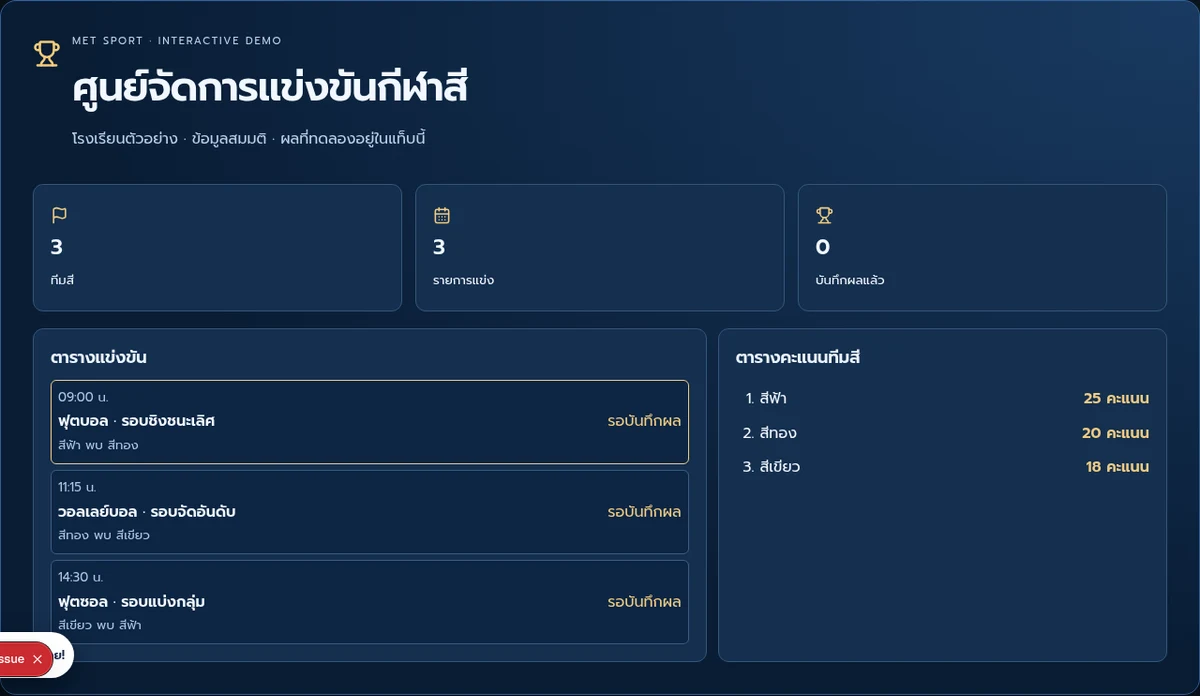 MET SPORT · INTERACTIVE DEMO
ศูนย์จัดการแข่งขันกีฬาสี
โรงเรียนตัวอย่าง · ข้อมูลสมมติ · ผลที่ทดลองอยู่ในแท็บนี้
3
ทีมสี
3
รายการแข่ง
0
บันทึกผลแล้ว
ตารางแข่งขัน
09:00 น.
ฟุตบอล · รอบชิงชนะเลิศ
รอบันทึกผล
สีฟ้า พบ สีทอง
11:15 น.
วอลเลย์บอล · รอบจัดอันดับ
รอบันทึกผล
สีทอง พบ สีเขียว
14:30 น.
ฟุตซอล · รอบแบ่งกลุ่ม
รอบันทึกผล
สีเขียว พบ สีฟ้า
ตารางคะแนนทีมสี
1. สีฟ้า 25 คะแนน
2. สีทอง 20 คะแนน
3. สีเขียว 18 คะแนน